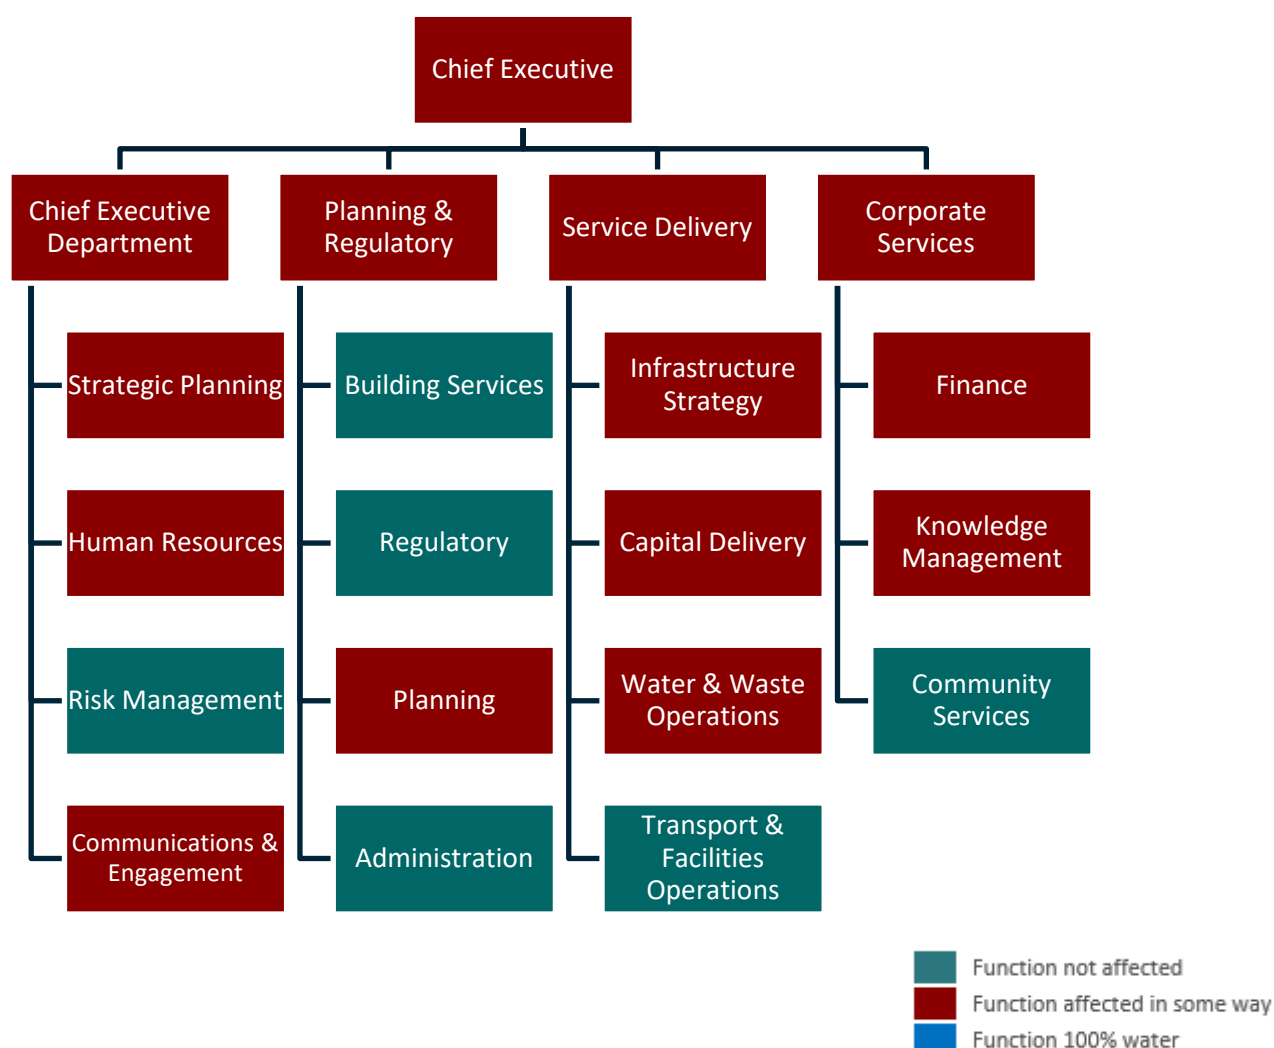 Chief Executive
Chief Executive
Department
Planning &
Regulatory
Service Delivery
Corporate
Services
Strategic Planning
Building Services
Infrastructure
Strategy
Finance
Human Resources
Regulatory
Capital Delivery
Knowledge
Management
Risk Management
Planning
Water & Waste
Operations
Community
Services
Communications &
Engagement
Administration
Transport &
Facilities
Operations
Function not affected
Function affected in some way
Function 100% water